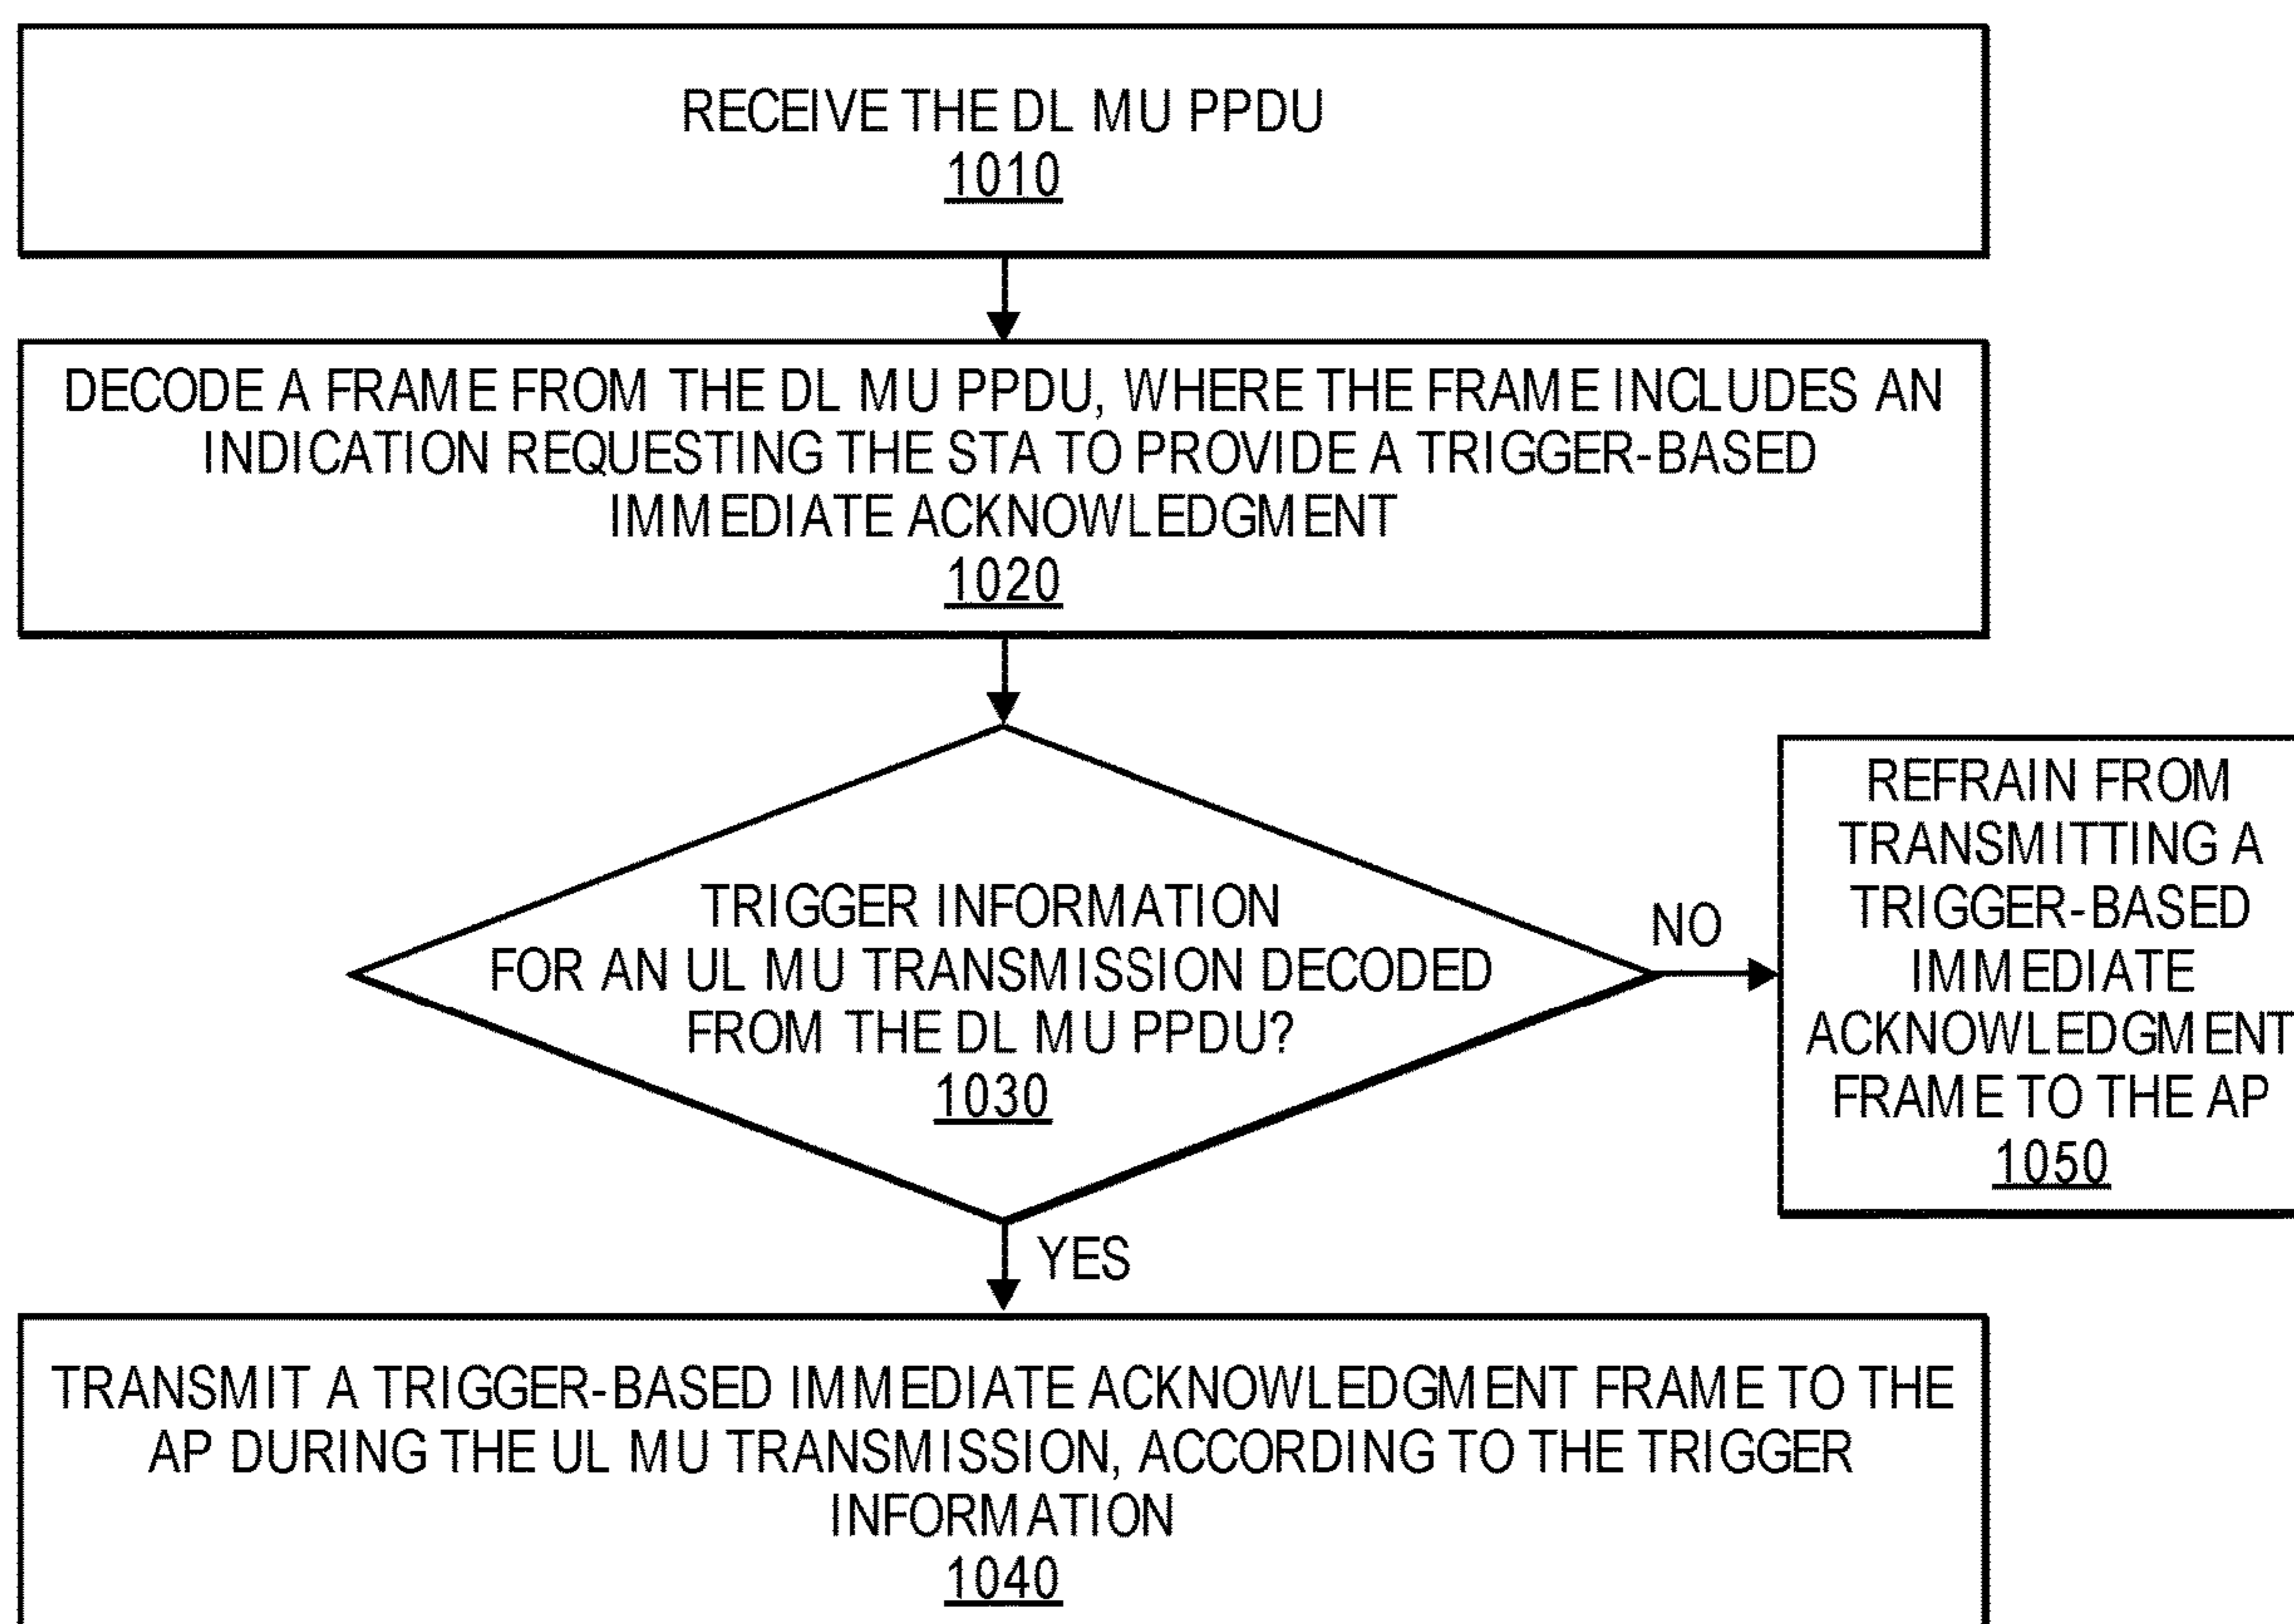 RECEIVE THE DL MU PPDU
1010
DECODE A FRAME FROM THE DL MU PPDU, WHERE THE FRAME INCLUDES AN
INDICATION REQUESTING THE STA TO PROVIDE A TRIGGER-BASED
IMMEDIATE ACKNOWLEDGMENT
1020
TRIGGER INFORMATION
FOR AN UL MU TRANSMISSION DECODED
FROM THE DL MU PPDU?
1030
NO
REFRAIN FROM
TRANSMITTING A
TRIGGER-BASED
IMMEDIATE
ACKNOWLEDGMENT
FRAME TO THE AP
1050
YES
TRANSMIT A TRIGGER-BASED IMMEDIATE ACKNOWLEDGMENT FRAME TO THE
AP DURING THE UL MU TRANSMISSION, ACCORDING TO THE TRIGGER
INFORMATION
1040